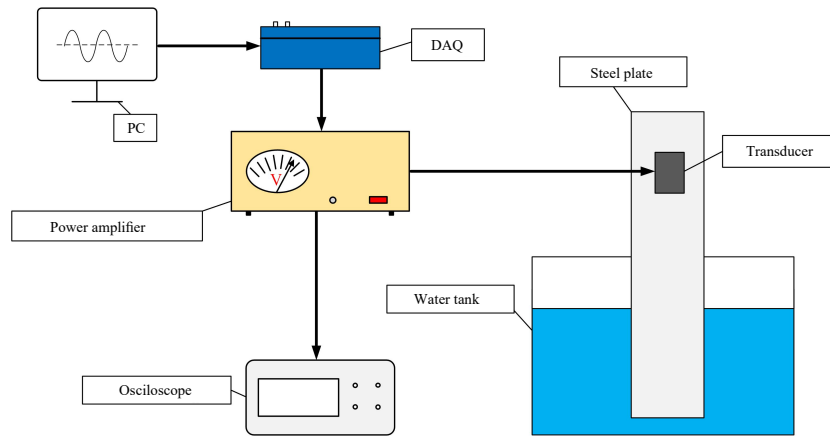 DAQ
Steel plate
PC
Transducer
V
Power amplifier
Water tank
Osciloscope